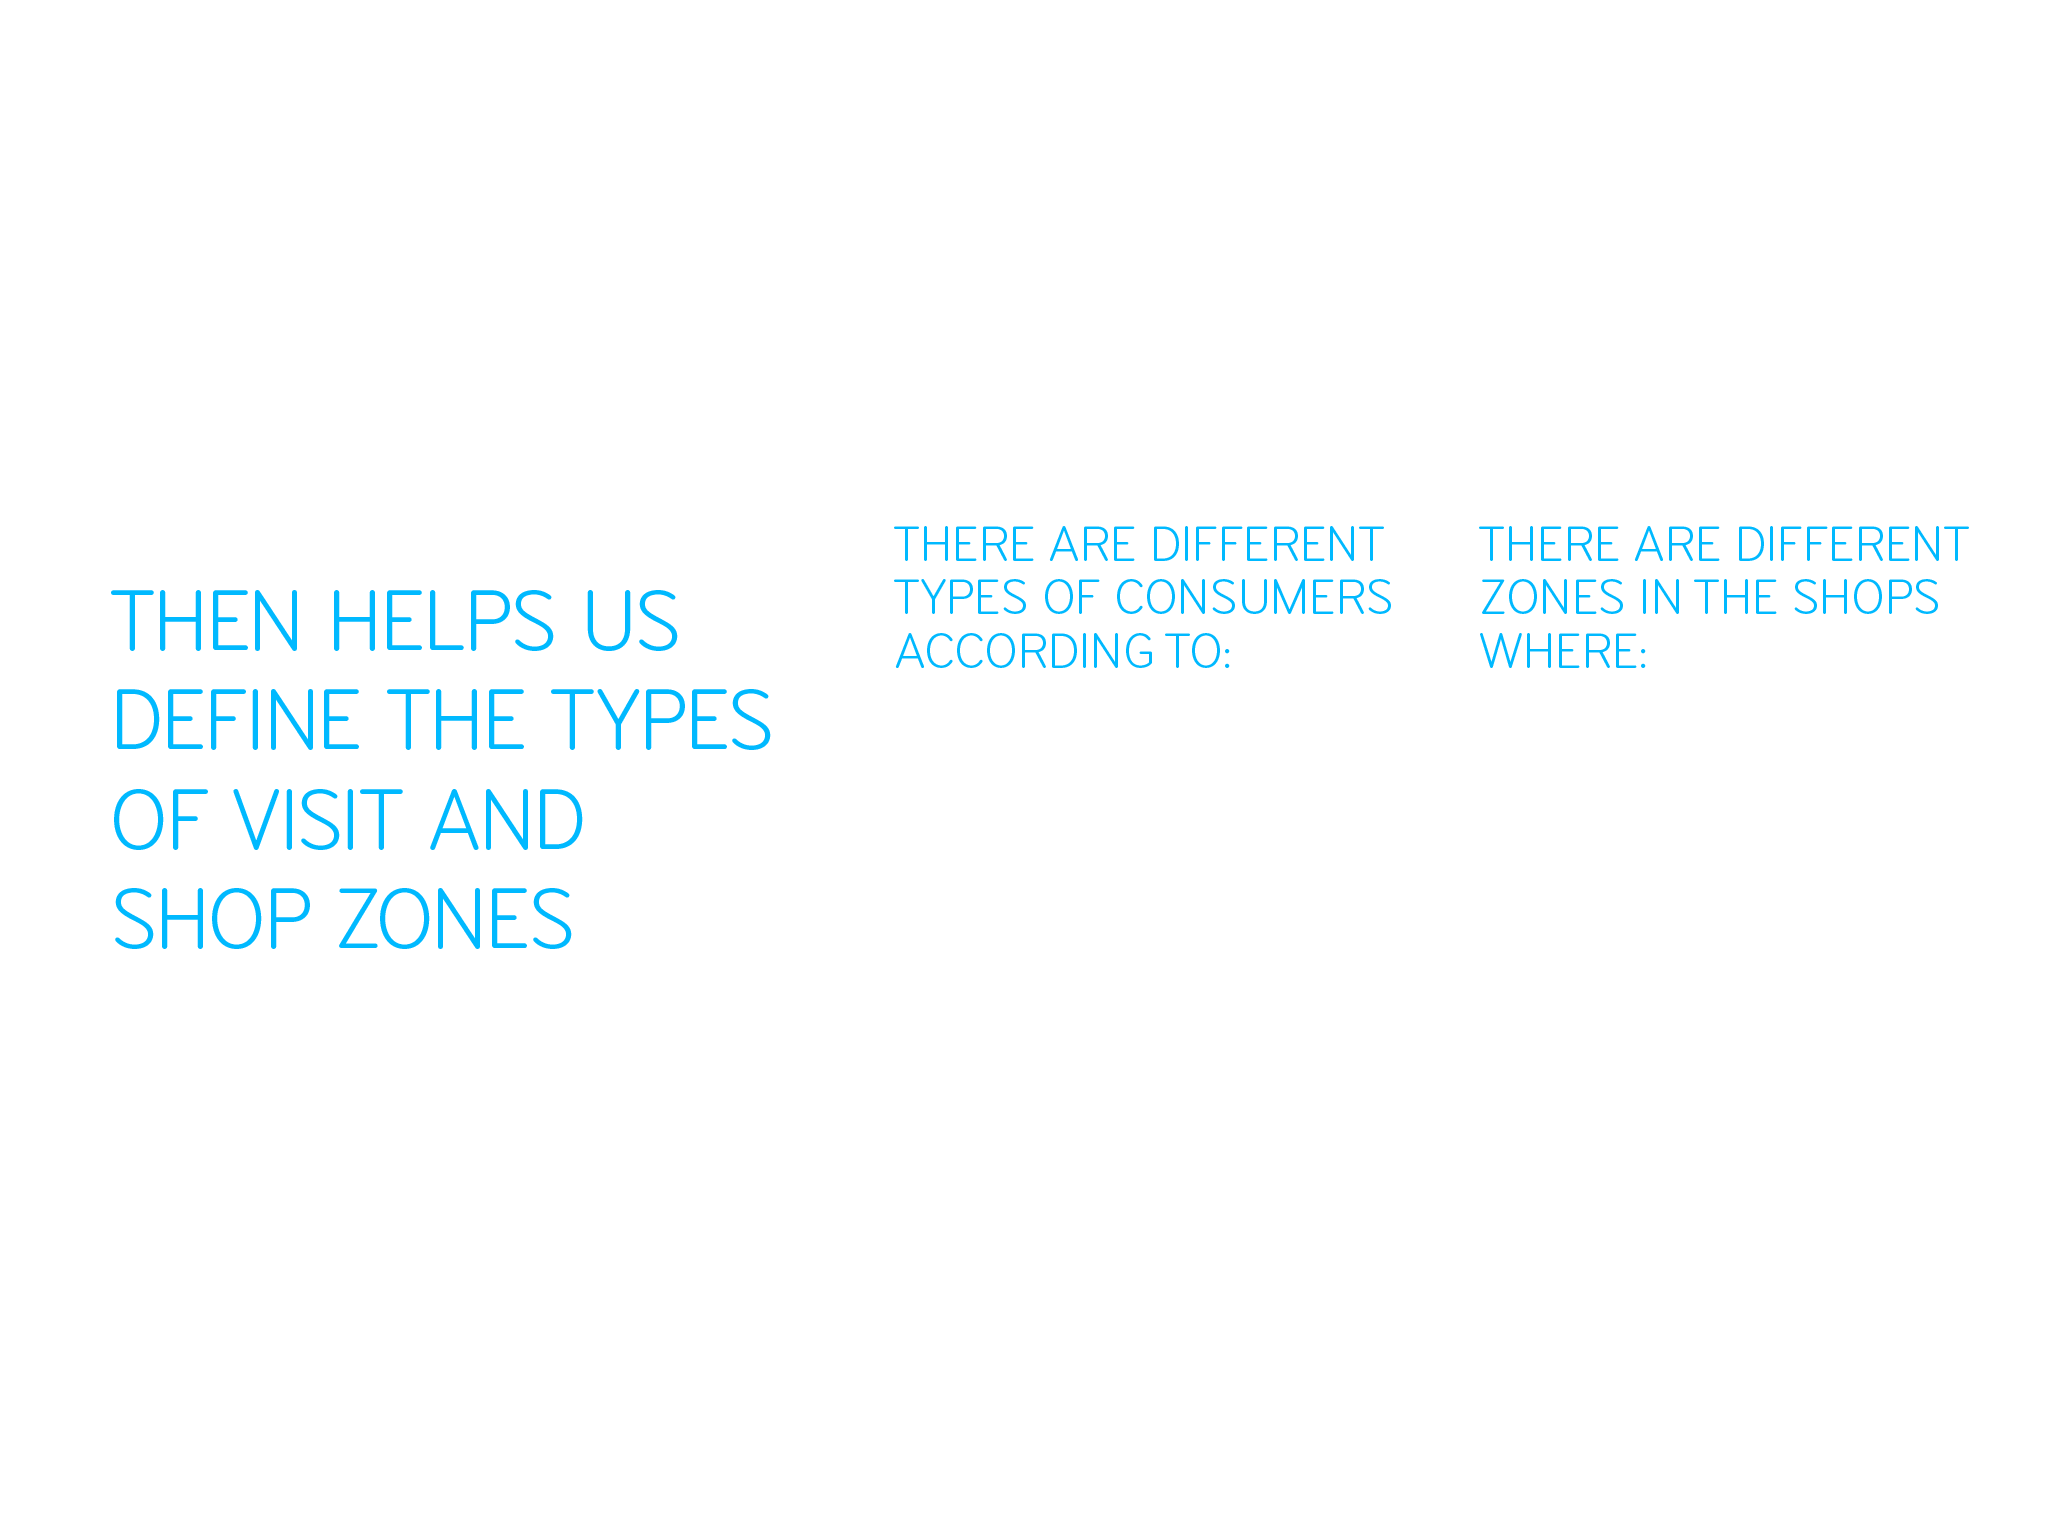 THEN HELPS US
DEFINE THE TYPES
OF VISIT AND
SHOP ZONES
THERE ARE DIFFERENT
TYPES OF CONSUMERS
ACCORDING TO:
THERE ARE DIFFERENT
ZONES IN THE SHOPS
WHERE: